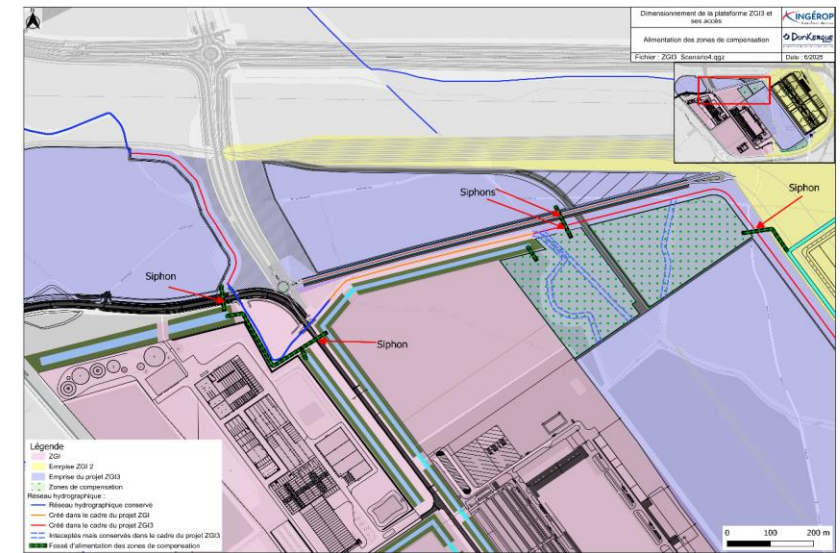 Dimensionnement de la plateforme ZGI3 et
ses accès
INGÉROP
Alimentation des zones de compensation
DUNKERQUE
Fichier : ZGI3_Scenario4.qgz
Date : 6/2025
Siphons
Siphon
Siphon
Siphon
Légende
ZGI
Emrpise ZGI 2
Emprise du projet ZGI3
Zones de compensation
Réseau hydrographique :
Réseau hydrographique conservé
Créé dans le cadre du projet ZGI
Créé dans le cadre du projet ZGI3
Interceptés mais conservés dans le cadre du projet ZGI3
Fossé d'alimentation des zones de compensation
0 100 200 m